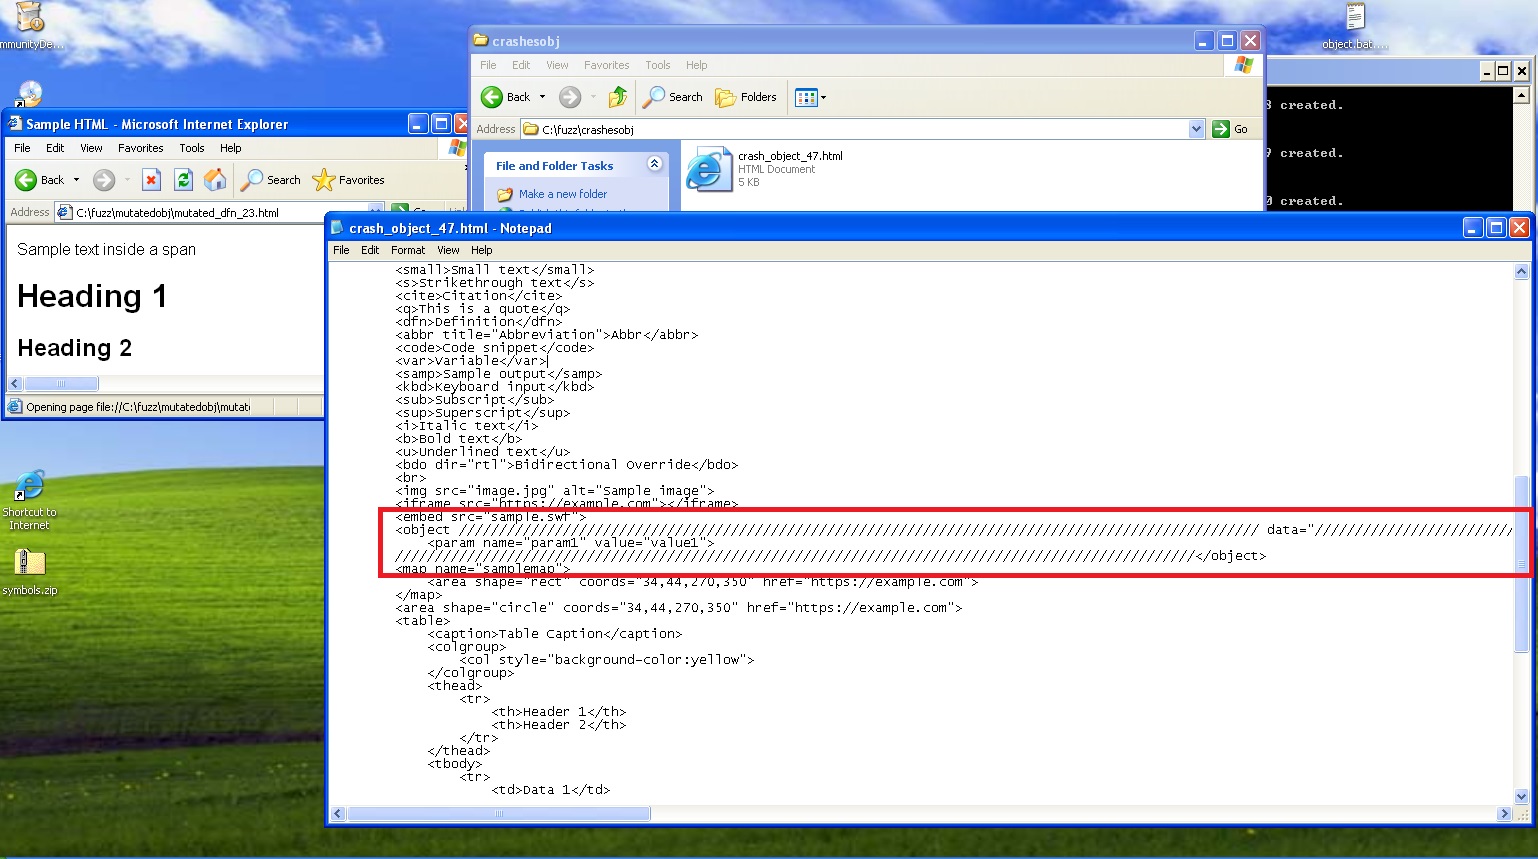 mmunityDe...
object.bat....
crashesobj
File Edit View Favorites Tools Help
Back Search Folders
Address C:\fuzz\crashesobj Go
File and Folder Tasks
Make a new folder
crash_object_47.html
HTML Document
5 KB
created.
created.
created.
Sample HTML - Microsoft Internet Explorer
File Edit View Favorites Tools Help
Back Search Favorites
Address C:\fuzz\mutatedobj\mutated_dfn_23.html
Sample text inside a span
Heading 1
Heading 2
Opening page file://C:\fuzz\mutatedobj\mutat
Shortcut to
Internet
symbols.zip
crash_object_47.html - Notepad
File Edit Format View Help
<small>Small text</small>
<s>Strikethrough text</s>
<cite>Citation</cite>
<q>This is a quote</q>
<dfn>Definition</dfn>
<abbr title="Abbreviation">Abbr</abbr>
<code>Code snippet</code>
<var>Variable</var>
<samp>Sample output</samp>
<kbd>Keyboard input</kbd>
<sub>Subscript</sub>
<sup>Superscript</sup>
<i>Italic text</i>
<b>Bold text</b>
<u>Underlined text</u>
<bdo dir="rtl">Bidirectional Override</bdo>
<br>
<img src="image.jpg" alt="Sample image">
<iframe src="https://example.com"></iframe>
<embed src="sample.swf">
<object //////////////////////////////////////////////////////////////////////////////////////////////////// data="/////////////////////////
<param name="param1" value="value1">
////////////////////////////////////////////////////////////////////////////////////////////////////</object>
<map name="samplemap">
<area shape="rect" coords="34,44,270,350" href="https://example.com">
</map>
<area shape="circle" coords="34,44,270,350" href="https://example.com">
<table>
<caption>Table Caption</caption>
<colgroup>
<col style="background-color:yellow">
</colgroup>
<thead>
<tr>
<th>Header 1</th>
<th>Header 2</th>
</tr>
</thead>
<tbody>
<tr>
<td>Data 1</td>